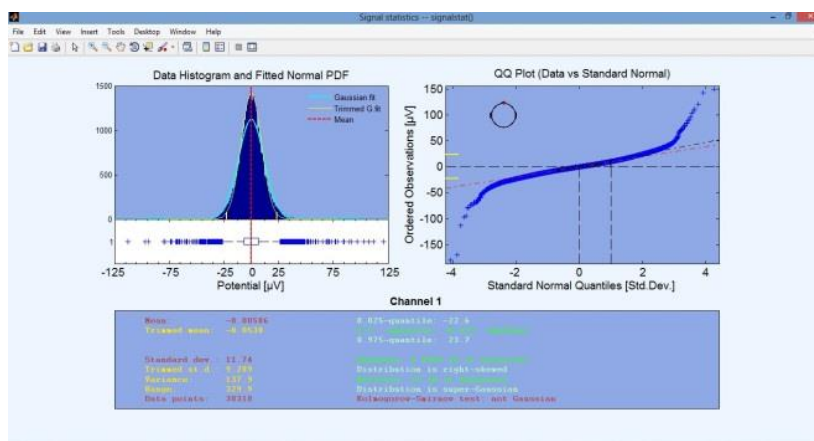 Signal statistics -- signalstat()
File Edit View Insert Tools Desktop Window Help
Data Histogram and Fitted Normal PDF
1500
1000
500
0
Gaussian fit
Trimmed G.fit
Mean
1
-125 -75 -25 0 25 75 125
Potential [µV]
QQ Plot (Data vs Standard Normal)
Ordered Observations [µV]
150
100
50
0
-50
-100
-150
-4 -2 0 2 4
Standard Normal Quantiles [Std.Dev.]
Channel 1
Mean: -0.00586
Trimmed mean: -0.0538
0.025-quantile: -22.6
0.975-quantile: 23.7
Standard dev.: 11.74
Trimmed st.d.: 9.289
Variance: 137.9
Range: 329.9
Data points: 30318
Distribution is right-skewed
Distribution is super-Gaussian
Kolmogorov-Smirnov test: not Gaussian